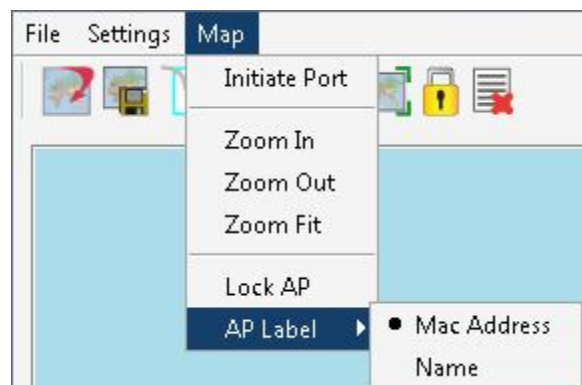 File Settings Map
Initiate Port
Zoom In
Zoom Out
Zoom Fit
Lock AP
AP Label
Mac Address
Name